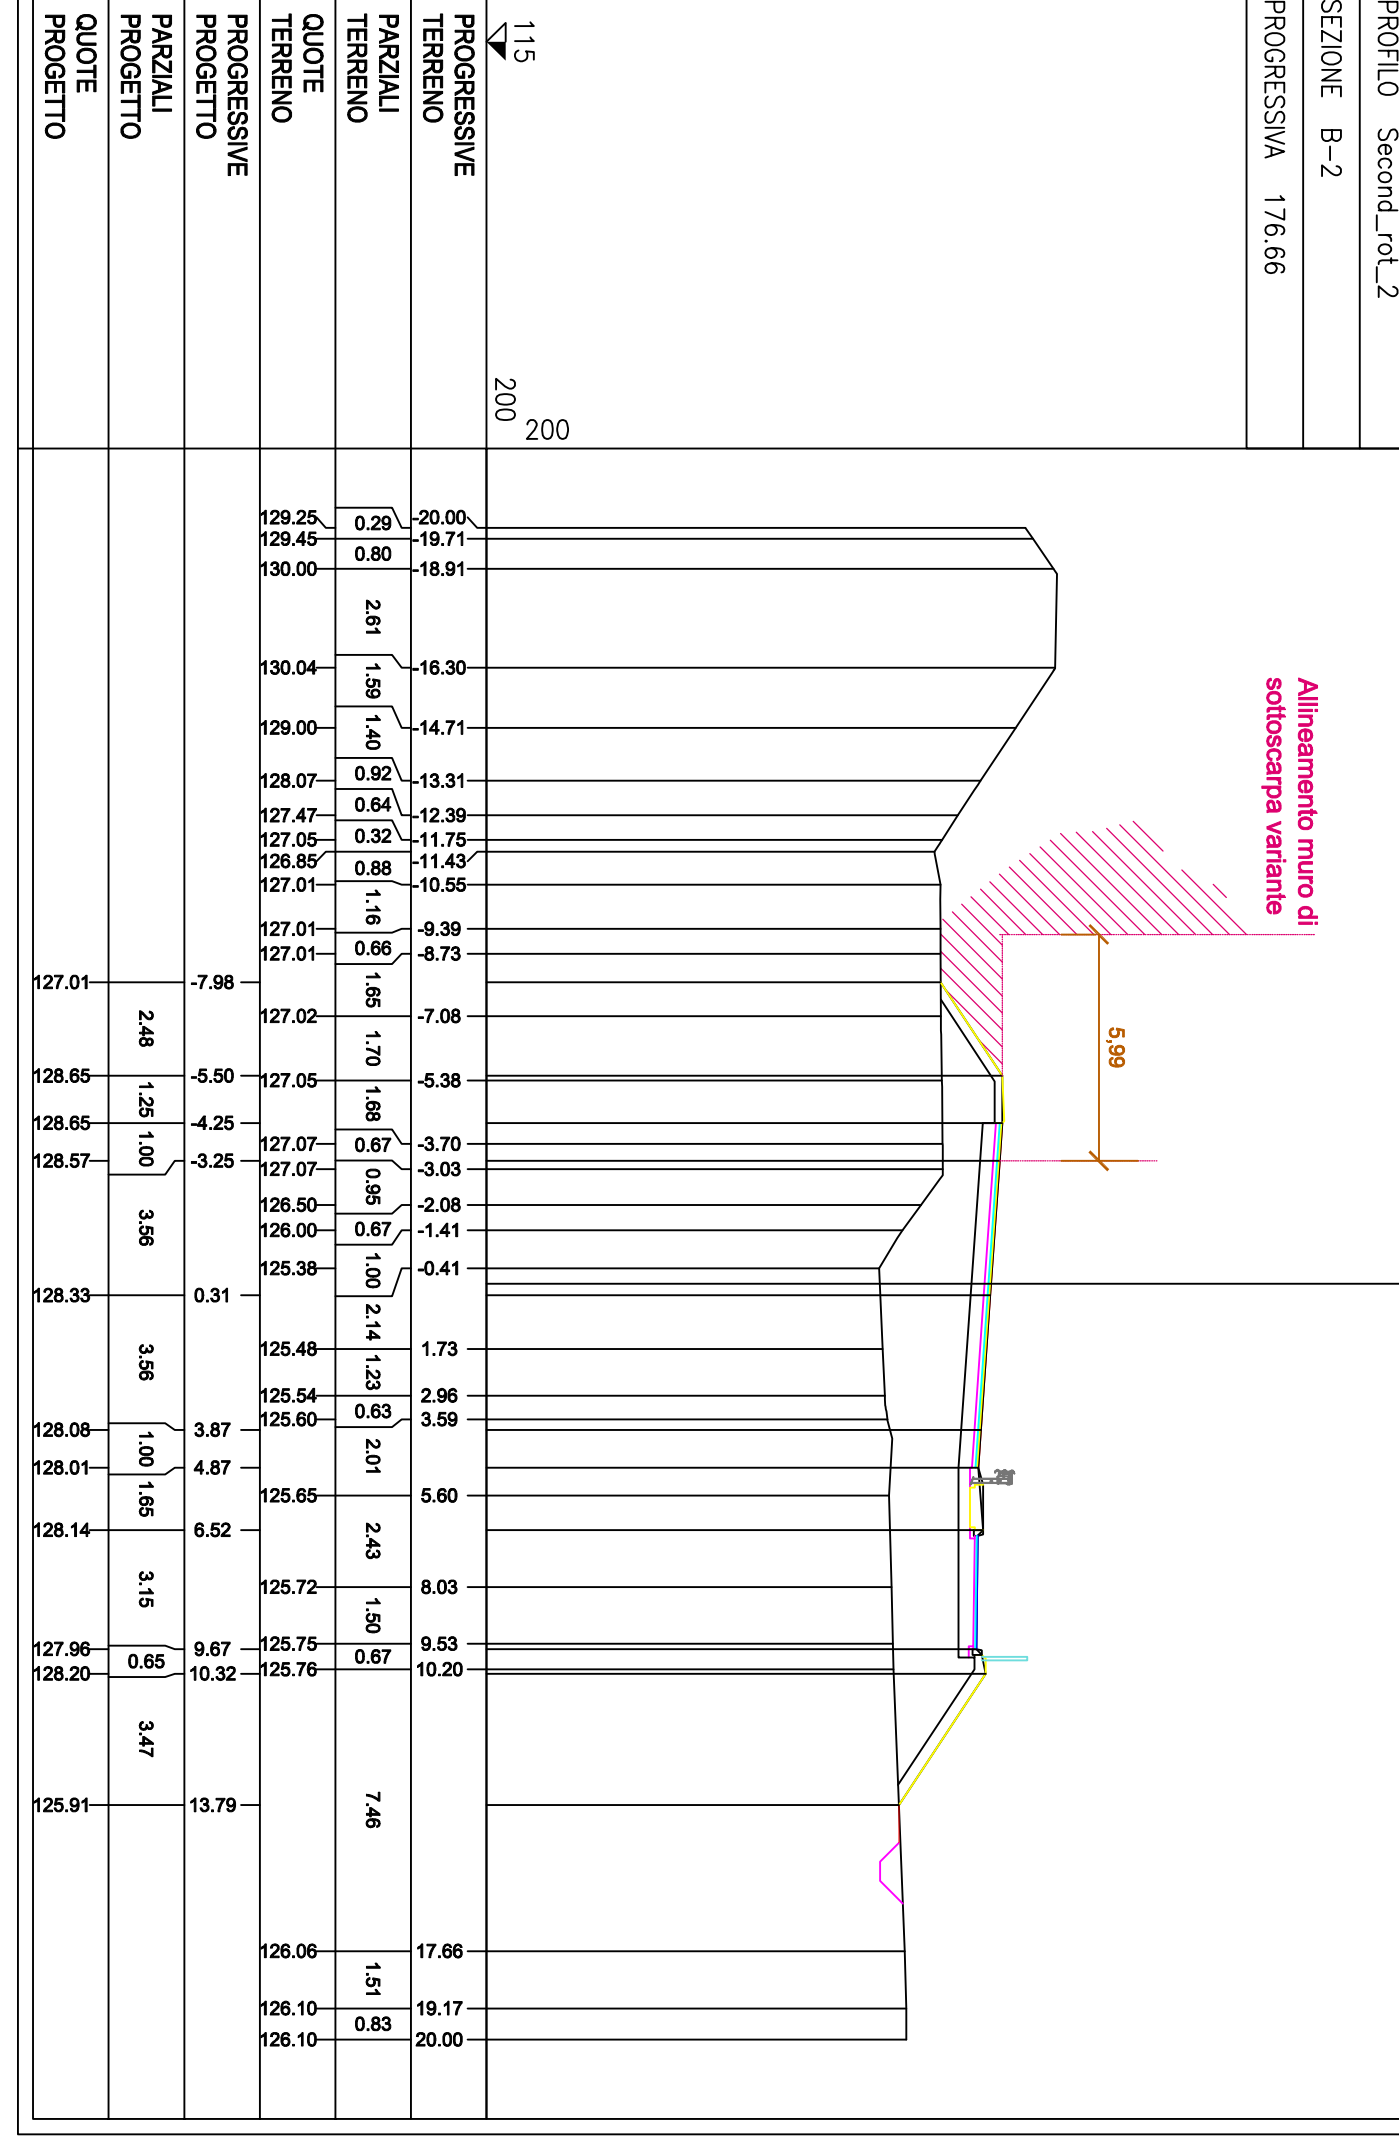 PROFILO Second_rot_2
SEZIONE B-2
PROGRESSIVA 176.66
Allineamento muro di
sottoscarpa variante
5,99
115
200
200
PROGRESSIVE
TERRENO
-20.00 -19.71 -18.91 -16.30 -14.71 -13.31 -12.39 -11.75 -11.43 -10.55 -9.39 -8.73 -7.08 -5.38 -3.70 -3.03 -2.08 -1.41 -0.41 1.73 2.96 3.59 5.60 8.03 9.53 10.20 17.66 19.17 20.00
PARZIALI
TERRENO
0.29 0.80 2.61 1.59 1.40 0.92 0.64 0.32 0.88 1.16 0.66 1.65 1.70 1.68 0.67 0.95 0.67 1.00 2.14 1.23 0.63 2.01 2.43 1.50 0.67 7.46 1.51 0.83
QUOTE
TERRENO
129.25 129.45 130.00 130.04 129.00 128.07 127.47 127.05 126.85 127.01 127.01 127.01 127.02 127.05 127.07 127.07 126.50 126.00 125.38 125.48 125.54 125.60 125.65 125.72 125.75 125.76 126.06 126.10 126.10
PROGRESSIVE
PROGETTO
-7.98 -5.50 -4.25 -3.25 0.31 3.87 4.87 6.52 9.67 10.32 13.79
PARZIALI
PROGETTO
2.48 1.25 1.00 3.56 3.56 1.00 1.65 3.15 0.65 3.47
QUOTE
PROGETTO
127.01 128.65 128.65 128.57 128.33 128.08 128.01 128.14 127.96 128.20 125.91